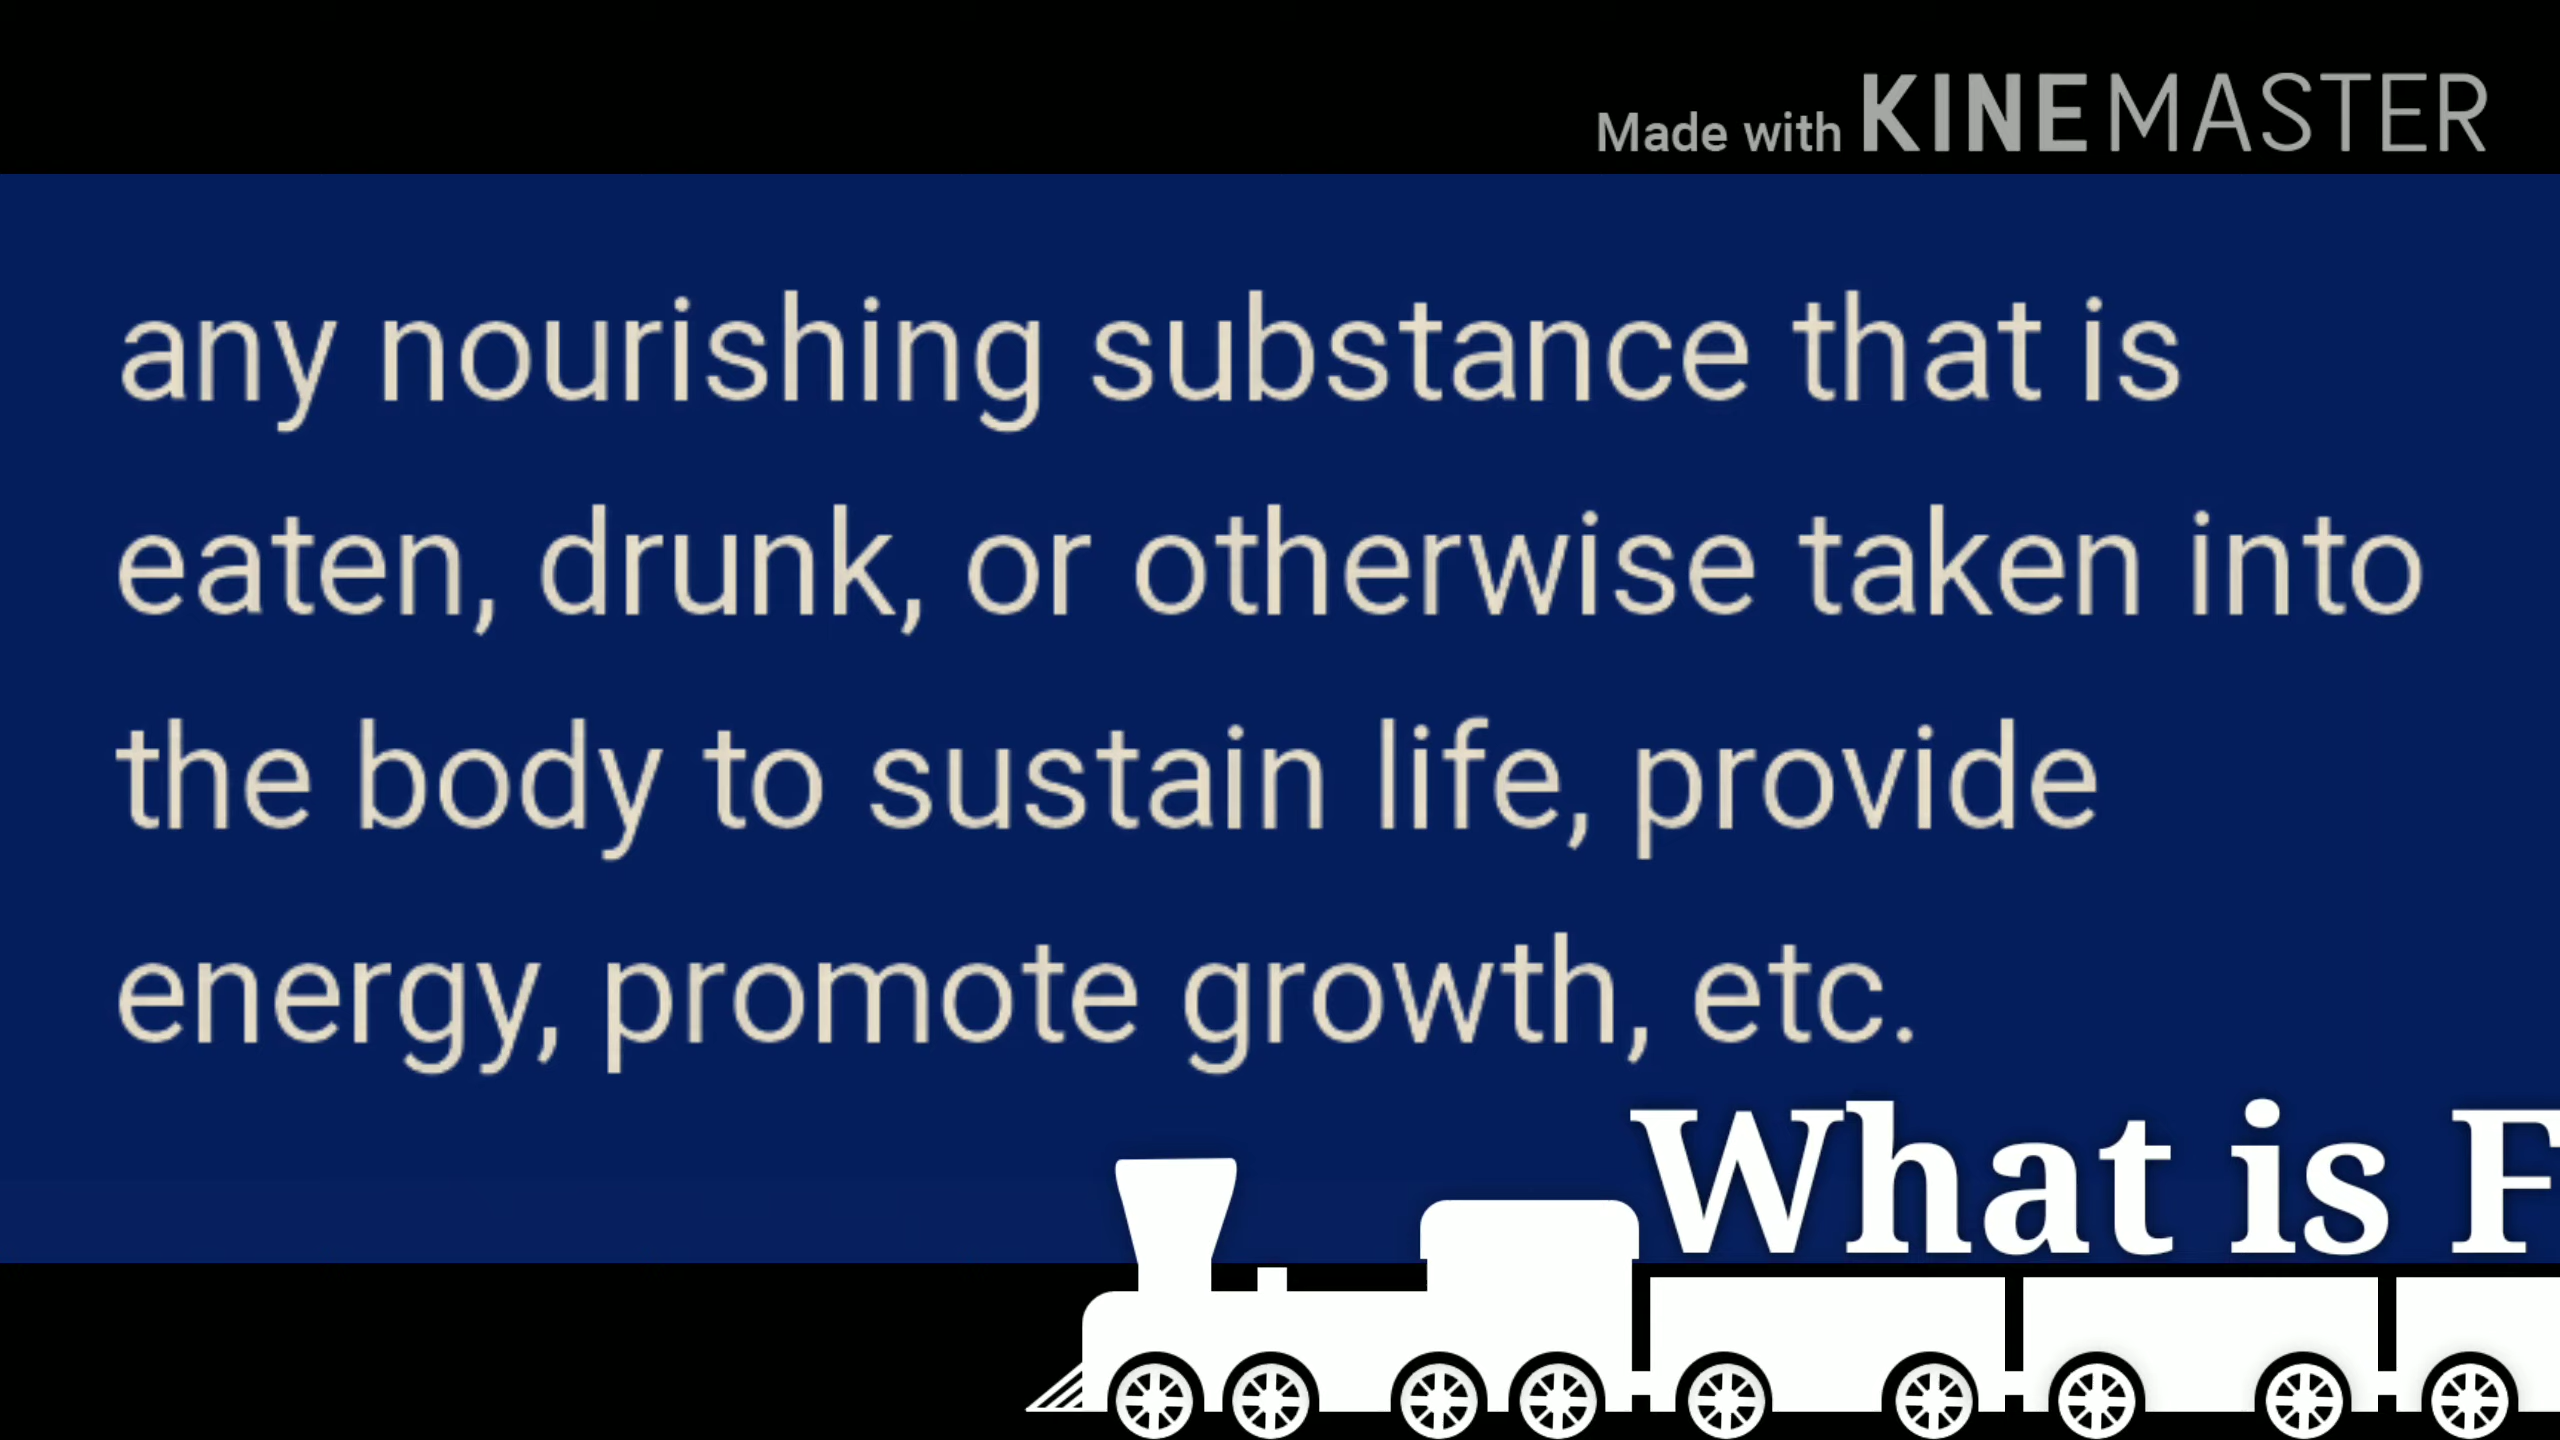 Made with KINEMASTER
any nourishing substance that is
eaten, drunk, or otherwise taken into
the body to sustain life, provide
energy, promote growth, etc.
What is F